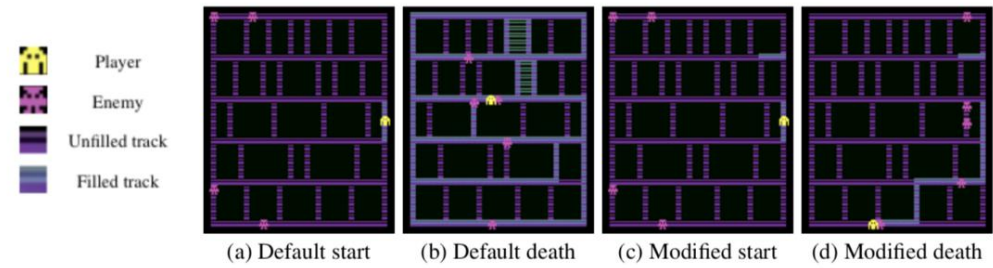 Player
Enemy
Unfilled track
Filled track
(a) Default start
(b) Default death
(c) Modified start
(d) Modified death